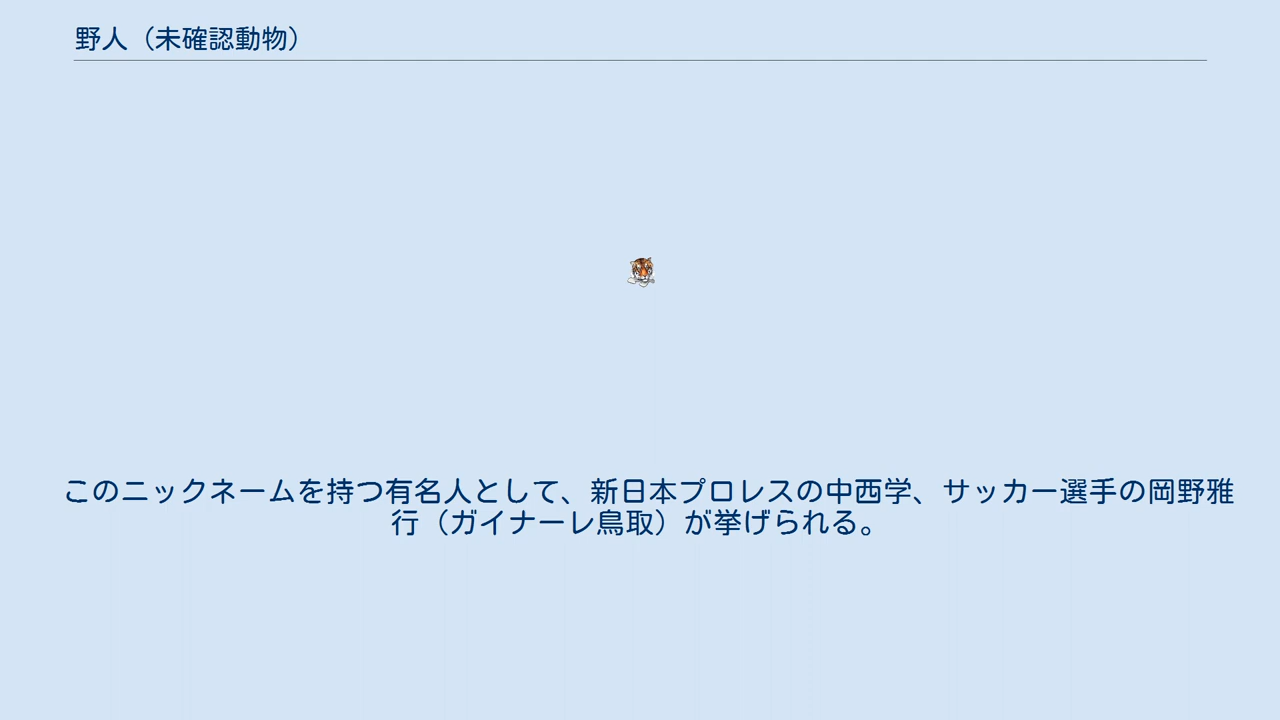 野人（未確認動物）
このニックネームを持つ有名人として、新日本プロレスの中西学、サッカー選手の岡野雅
行（ガイナーレ鳥取）が挙げられる。